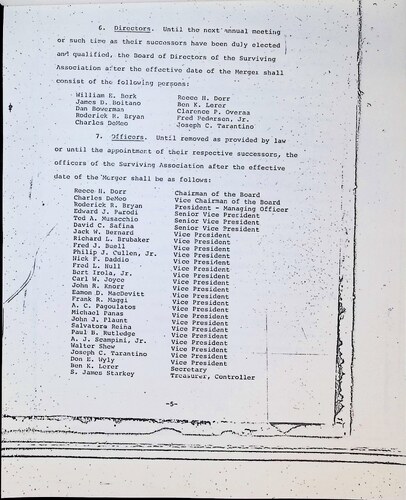 6. Directors. Until the next annual meeting
or such time as their successors have been duly elected
and qualified, the Board of Directors of the Surviving
Association after the effective date of the Merger shall
consist of the following persons:
William E. Bork Reece H. Dorr
James B. Boitano Ben K. Lerer
Dan Boverman Clarence P. Overaa
Roderick R. Bryan Fred Pedersen, Jr.
Charles DeMeo Joseph C. Tarantino
7. Officers. Until removed as provided by law
or until the appointment of their respective successors, the
officers of the Surviving Association after the effective
date of the Merger shall be as follows:
Reece H. Dorr Chairman of the Board
Charles DeMeo Vice Chairman of the Board
Roderick R. Bryan President - Managing Officer
Edward J. Parodi Senior Vice President
Ted A. Musacchio Senior Vice President
David C. Safina Senior Vice President
Jack W. Bernard Vice President
Richard L. Brubaker Vice President
Fred J. Buell Vice President
Philip J. Cullen, Jr. Vice President
Nick F. Daddio Vice President
Fred L. Hull Vice President
Bert Irola, Jr. Vice President
Carl W. Joyce Vice President
John R. Knorr Vice President
Eamon D. MacDevitt Vice President
Frank R. Maggi Vice President
A. C. Pagoulatos Vice President
Michael Panas Vice President
John J. Plaunt Vice President
Salvatore Reina Vice President
Paul B. Rutledge Vice President
A. J. Scampini, Jr. Vice President
Walter Shew Vice President
Joseph C. Tarantino Vice President
Don E. Wyly Vice President
Ben K. Lerer Secretary
S. James Starkey Treasurer, Controller
-5-